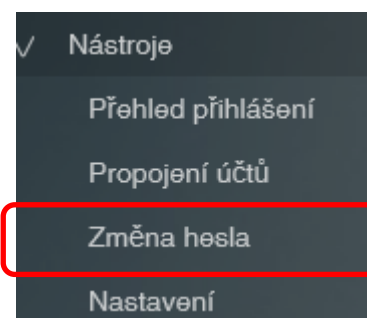 Nástroje
Přehled přihlášení
Propojení účtů
Změna hesla
Nastavení